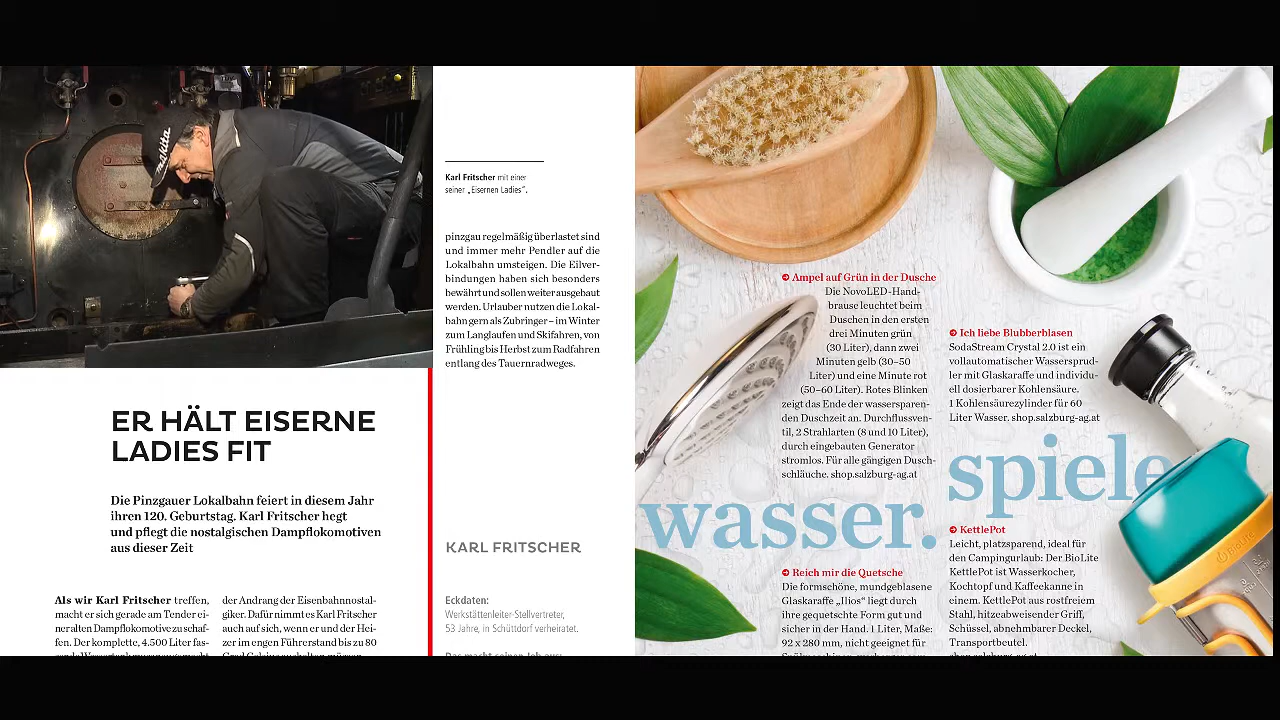 makita
Karl Fritscher mit einer
seiner „Eisernen Ladies“.
pinzgau regelmäßig überlastet sind
und immer mehr Pendler auf die
Lokalbahn umsteigen. Die Eilver-
bindungen haben sich besonders
bewährt und sollen weiter ausgebaut
werden. Urlauber nutzen die Lokal-
bahn gern als Zubringer – im Winter
zum Langlaufen und Skifahren, von
Frühling bis Herbst zum Radfahren
entlang des Tauernradweges.
ER HÄLT EISERNE
LADIES FIT
Die Pinzgauer Lokalbahn feiert in diesem Jahr
ihren 120. Geburtstag. Karl Fritscher hegt
und pflegt die nostalgischen Dampflokomotiven
aus dieser Zeit
Als wir Karl Fritscher treffen,
macht er sich gerade am Tender ei-
ner alten Dampflokomotive zu schaf-
fen. Der komplette, 4.500 Liter fas-
der Andrang der Eisenbahnnostal-
giker. Dafür nimmt es Karl Fritscher
auch auf sich, wenn er und der Hei-
zer im engen Führerstand bis zu 80
KARL FRITSCHER
Eckdaten:
Werkstättenleiter-Stellvertreter,
53 Jahre, in Schüttdorf verheiratet.
Ampel auf Grün in der Dusche
Die NovoLED-Hand-
brause leuchtet beim
Duschen in den ersten
drei Minuten grün
(30 Liter), dann zwei
Minuten gelb (30–50
Liter) und eine Minute rot
(50–60 Liter). Rotes Blinken
zeigt das Ende der wassersparen-
den Duschzeit an. Durchflussven-
til, 2 Strahlarten (8 und 10 Liter),
durch eingebauten Generator
stromlos. Für alle gängigen Dusch-
schläuche. shop.salzburg-ag.at
wasser.
Reich mir die Quetsche
Die formschöne, mundgeblasene
Glaskaraffe „Ilios“ liegt durch
ihre gequetschte Form gut und
sicher in der Hand. 1 Liter, Maße:
92 x 280 mm, nicht geeignet für
Ich liebe Blubberblasen
SodaStream Crystal 2.0 ist ein
vollautomatischer Wassersprud-
ler mit Glaskaraffe und individu-
ell dosierbarer Kohlensäure.
1 Kohlensäurezylinder für 60
Liter Wasser. shop.salzburg-ag.at
spiele
KettlePot
Leicht, platzsparend, ideal für
den Campingurlaub: Der BioLite
KettlePot ist Wasserkocher,
Kochtopf und Kaffeekanne in
einem. KettlePot aus rostfreiem
Stahl, hitzeabweisender Griff,
Schüssel, abnehmbarer Deckel,
Transportbeutel.
BioLite